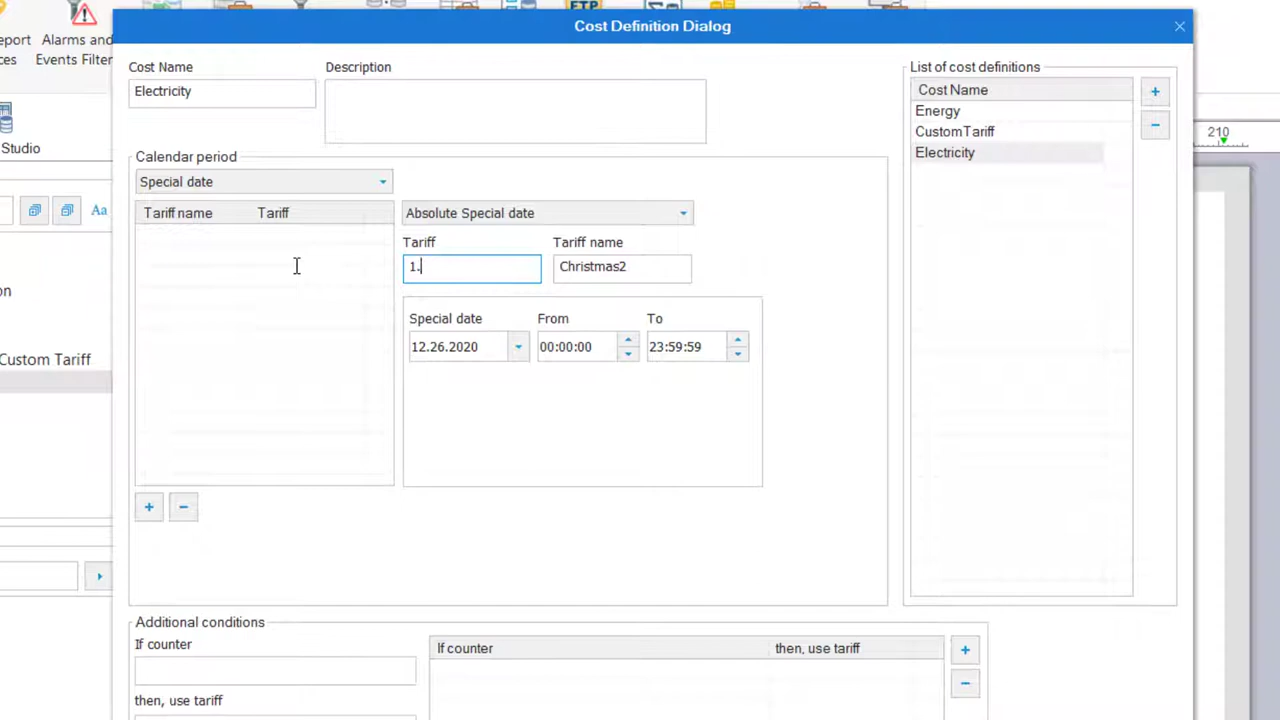 FTP
Cost Definition Dialog
port
ces
Alarms and
Events Filter
Studio
Aa
on
Custom Tariff
210
Cost Name
Electricity
Description
Calendar period
Special date
Tariff name Tariff
Absolute Special date
Tariff
1.
Tariff name
Christmas2
Special date From To
12.26.2020 00:00:00 23:59:59
+ -
List of cost definitions
Cost Name
Energy
CustomTariff
Electricity
+
-
Additional conditions
If counter
then, use tariff
If counter then, use tariff
+
-